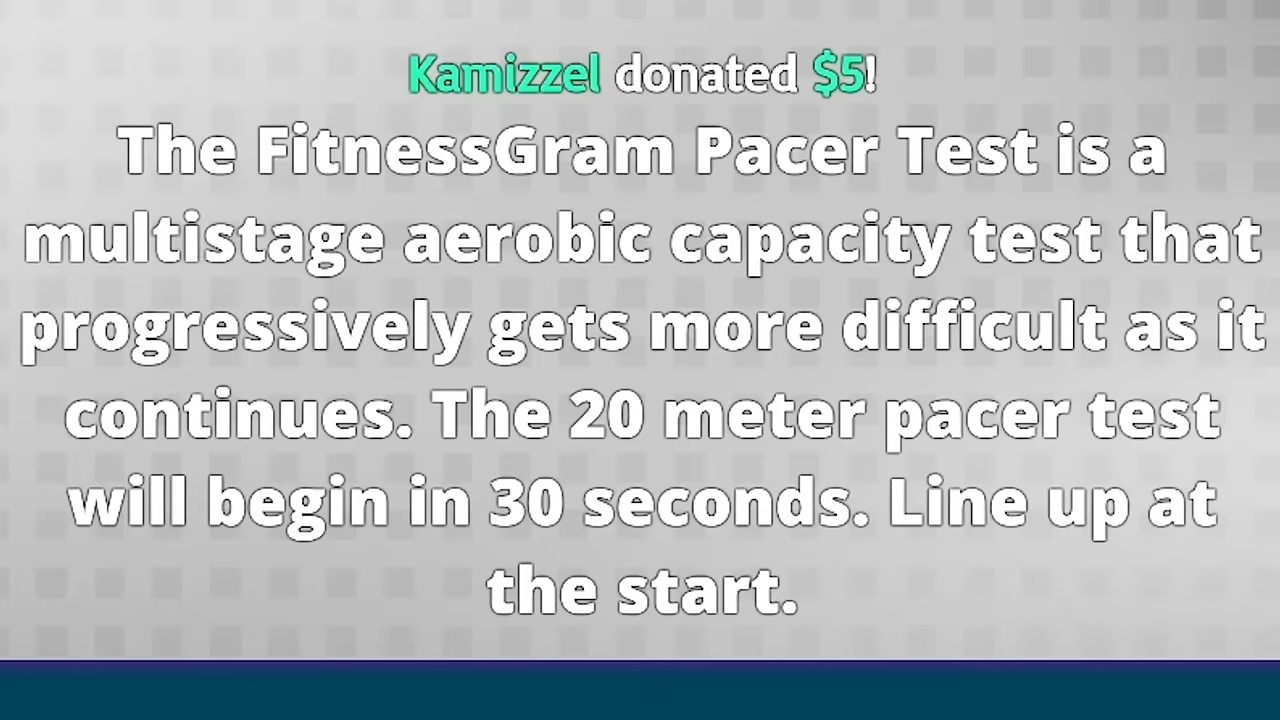 Kamizzel donated $5!
The FitnessGram Pacer Test is a
multistage aerobic capacity test that
progressively gets more difficult as it
continues. The 20 meter pacer test
will begin in 30 seconds. Line up at
the start.